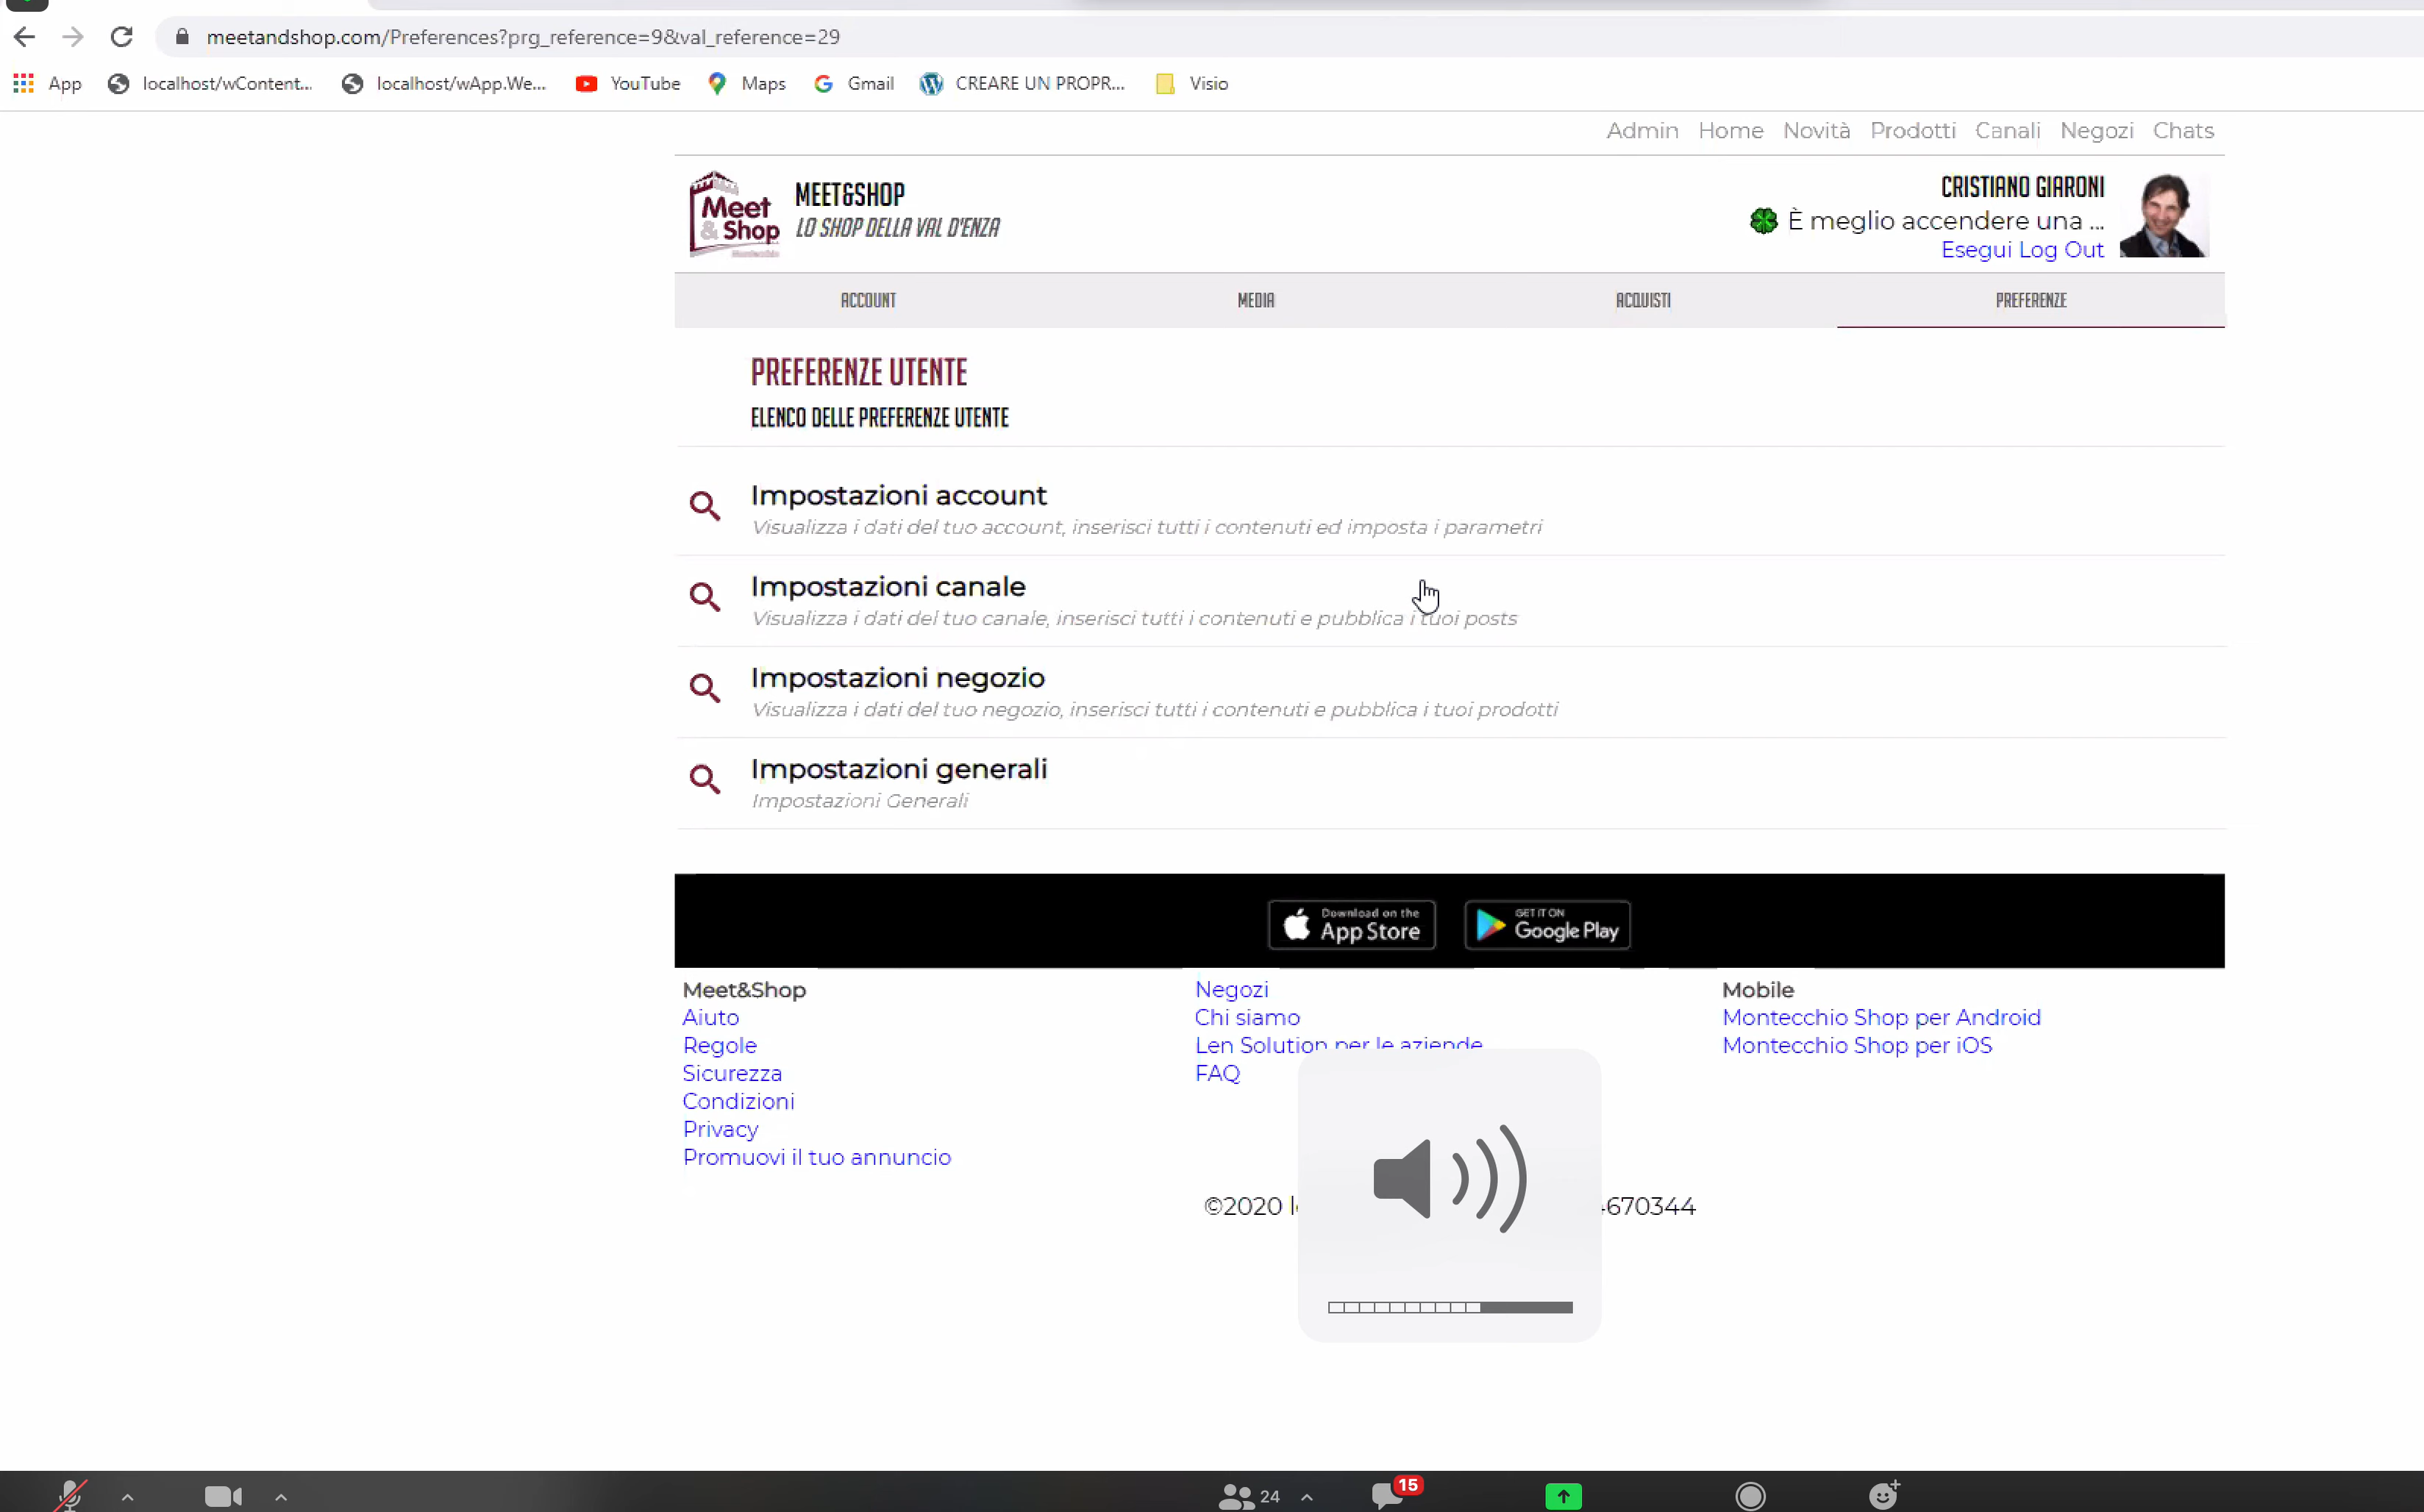 meetandshop.com/Preferences?prg_reference=9&val_reference=29
App localhost/wContent... localhost/wApp.We... YouTube Maps Gmail CREARE UN PROPR... Visio
Admin Home Novità Prodotti Canali Negozi Chats
Meet & Shop
Montecchio
MEET&SHOP
LO SHOP DELLA VAL D'ENZA
CRISTIANO GIARONI
È meglio accendere una ...
Esegui Log Out
ACCOUNT MEDIA ACQUISTI PREFERENZE
PREFERENZE UTENTE
ELENCO DELLE PREFERENZE UTENTE
Impostazioni account
Visualizza i dati del tuo account, inserisci tutti i contenuti ed imposta i parametri
Impostazioni canale
Visualizza i dati del tuo canale, inserisci tutti i contenuti e pubblica i tuoi posts
Impostazioni negozio
Visualizza i dati del tuo negozio, inserisci tutti i contenuti e pubblica i tuoi prodotti
Impostazioni generali
Impostazioni Generali
Download on the
App Store
GET IT ON
Google Play
Meet&Shop
Aiuto
Regole
Sicurezza
Condizioni
Privacy
Promuovi il tuo annuncio
Negozi
Chi siamo
Len Solution per le aziende
FAQ
Mobile
Montecchio Shop per Android
Montecchio Shop per iOS
©2020 4670344
24
15